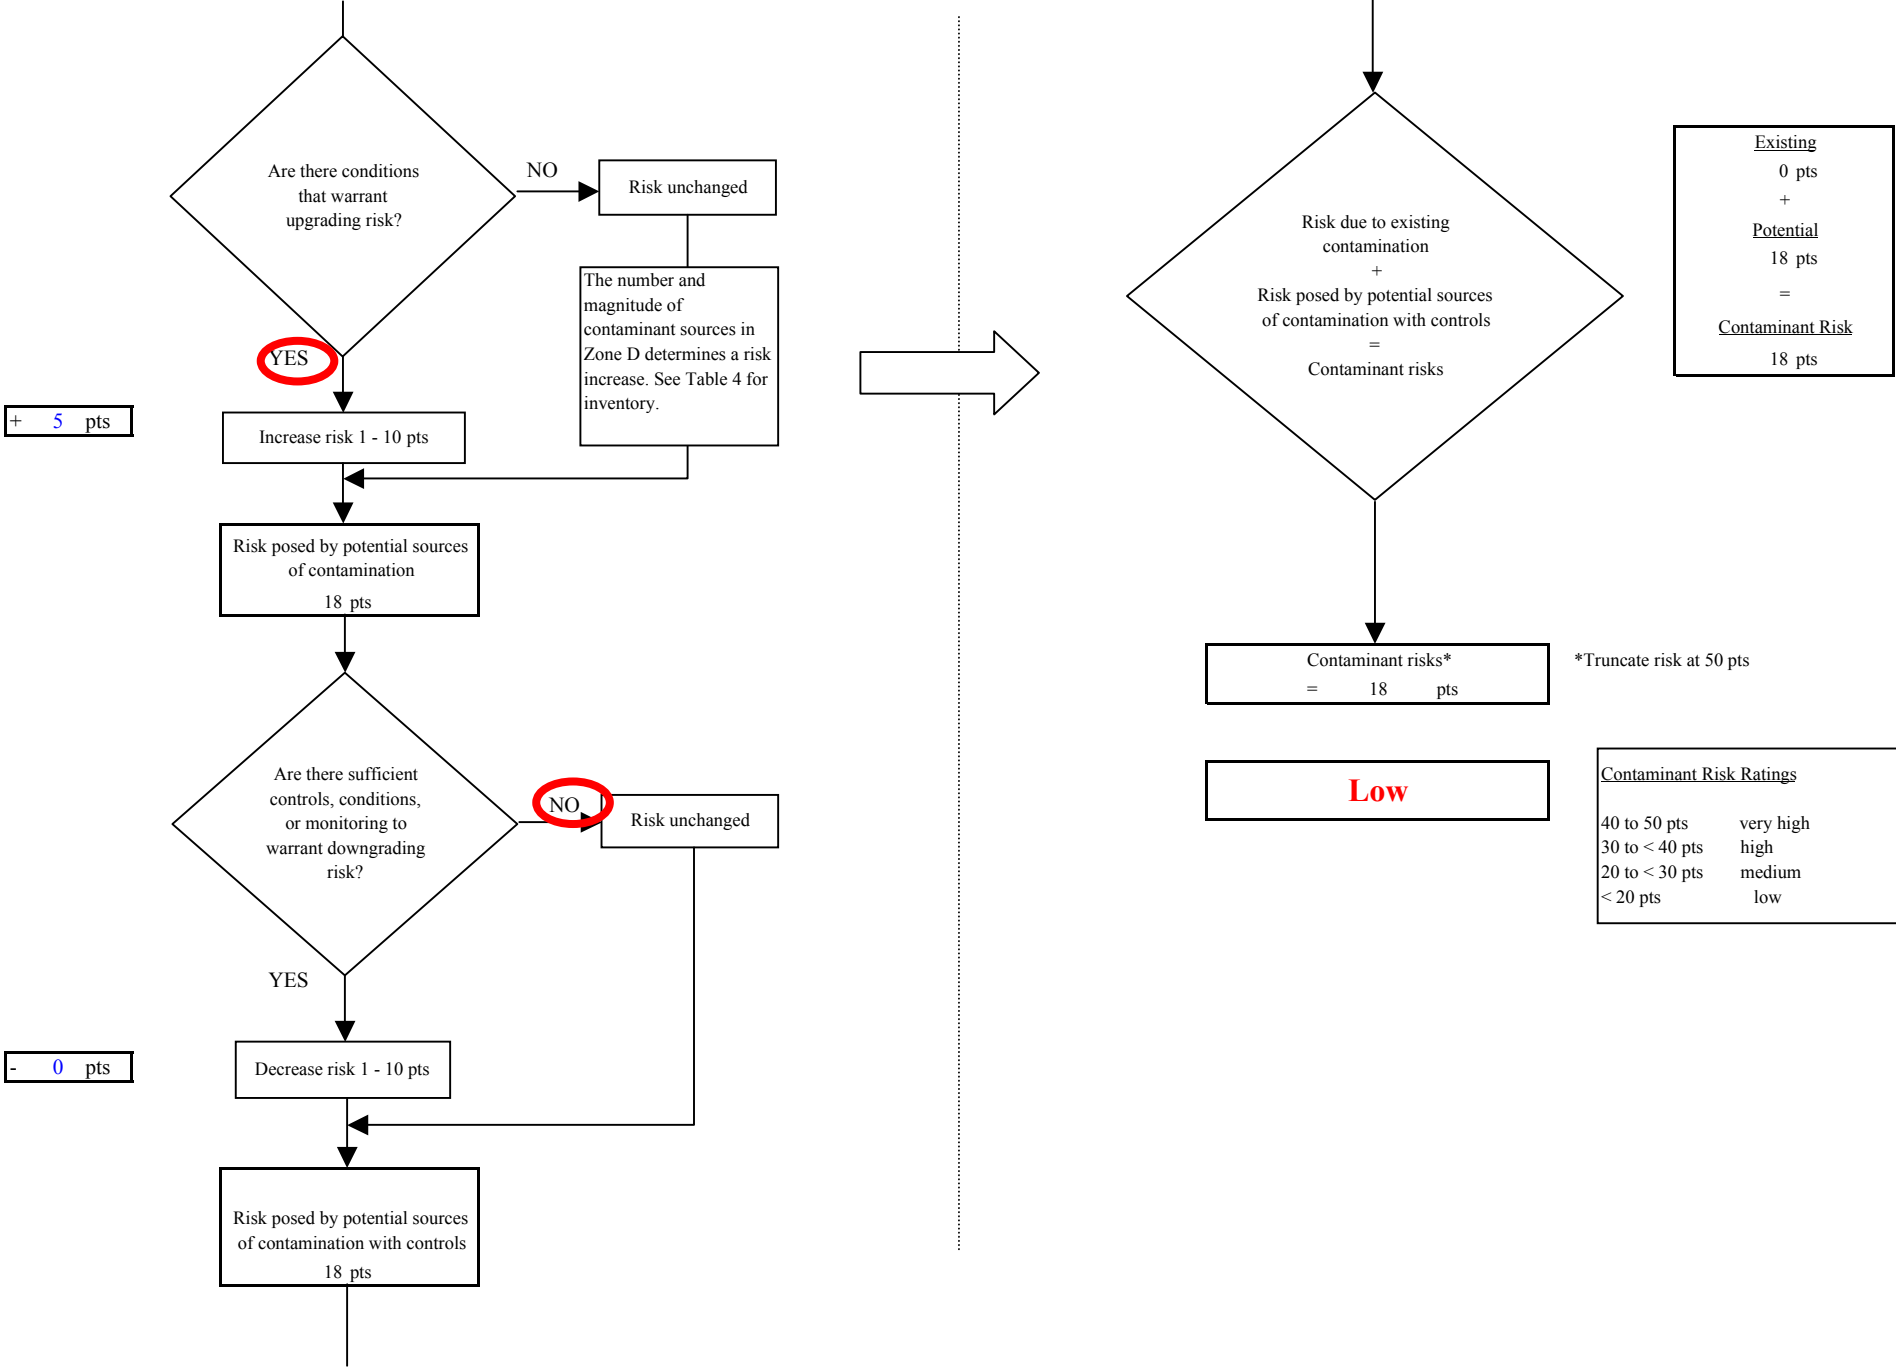 Are there conditions
that warrant
upgrading risk?
NO
Risk unchanged
The number and
magnitude of
contaminant sources in
Zone D determines a risk
increase. See Table 4 for
inventory.
YES
+ 5 pts
Increase risk 1 - 10 pts
Risk posed by potential sources
of contamination
18 pts
Are there sufficient
controls, conditions,
or monitoring to
warrant downgrading
risk?
NO
Risk unchanged
YES
- 0 pts
Decrease risk 1 - 10 pts
Risk posed by potential sources
of contamination with controls
18 pts
Risk due to existing
contamination
+
Risk posed by potential sources
of contamination with controls
=
Contaminant risks
Existing
0 pts
+
Potential
18 pts
=
Contaminant Risk
18 pts
Contaminant risks*
= 18 pts
*Truncate risk at 50 pts
Low
Contaminant Risk Ratings
40 to 50 pts very high
30 to < 40 pts high
20 to < 30 pts medium
< 20 pts low